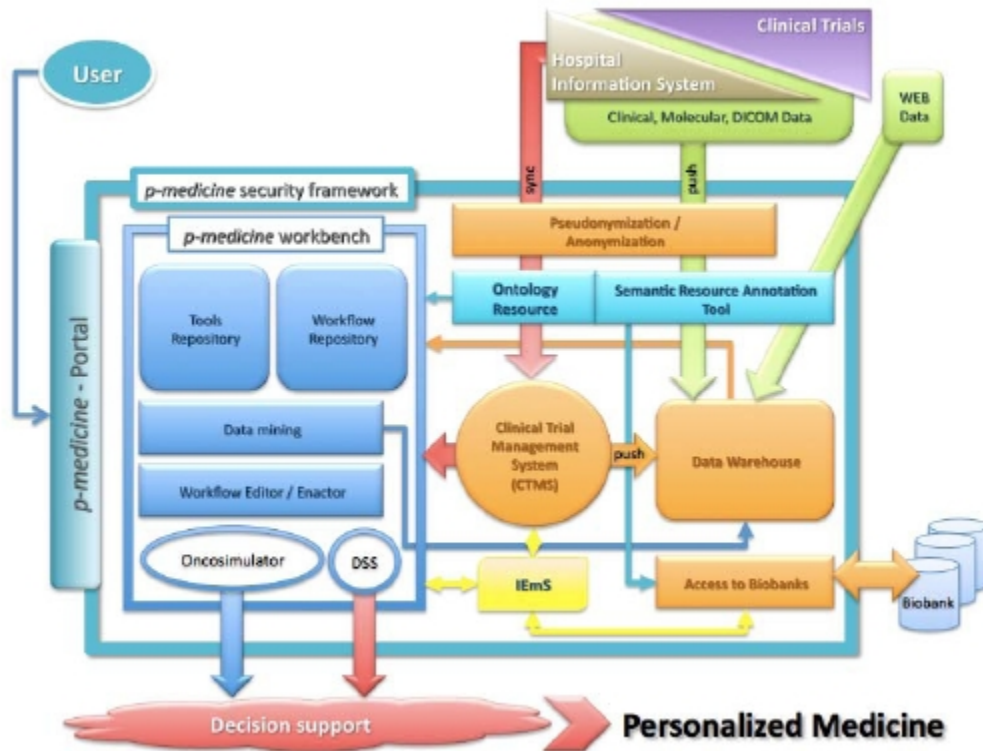 User
Clinical Trials
Hospital
Information System
Clinical, Molecular, DICOM Data
WEB
Data
sync
push
p-medicine security framework
p-medicine workbench
Pseudonymization /
Anonymization
Ontology
Resource
Semantic Resource Annotation
Tool
Tools
Repository
Workflow
Repository
p-medicine - Portal
Data mining
Clinical Trial
Management
System
(CTMS)
push
Data Warehouse
Workflow Editor / Enactor
Oncosimulator
DSS
IEmS
Access to Biobanks
Biobank
Decision support
Personalized Medicine